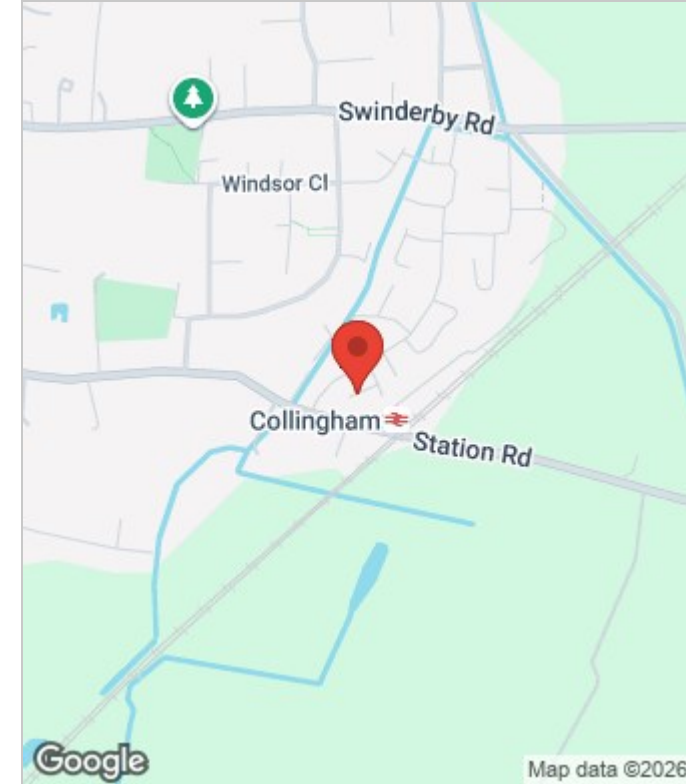 Swinderby Rd
Windsor Cl
Collingham
Station Rd
Google
Map data ©2026